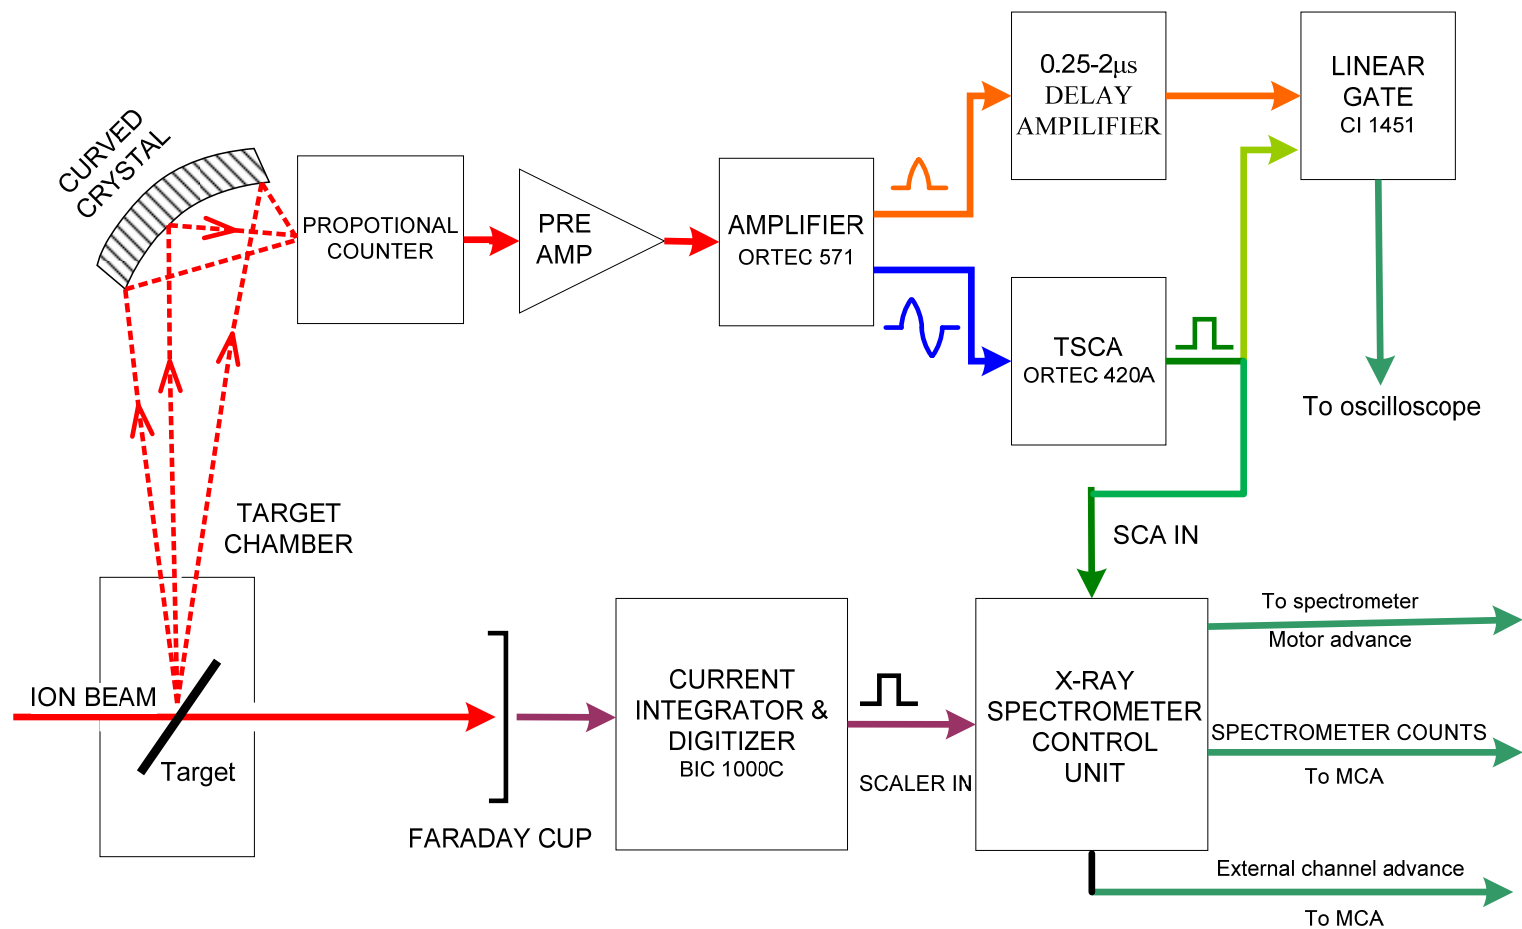 CURVED
CRYSTAL
PROPOTIONAL
COUNTER
PRE
AMP
AMPLIFIER
ORTEC 571
0.25-2μs
DELAY
AMPILIFIER
LINEAR
GATE
CI 1451
TSCA
ORTEC 420A
To oscilloscope
TARGET
CHAMBER
SCA IN
ION BEAM
Target
FARADAY CUP
CURRENT
INTEGRATOR &
DIGITIZER
BIC 1000C
SCALER IN
X-RAY
SPECTROMETER
CONTROL
UNIT
To spectrometer
Motor advance
SPECTROMETER COUNTS
To MCA
External channel advance
To MCA